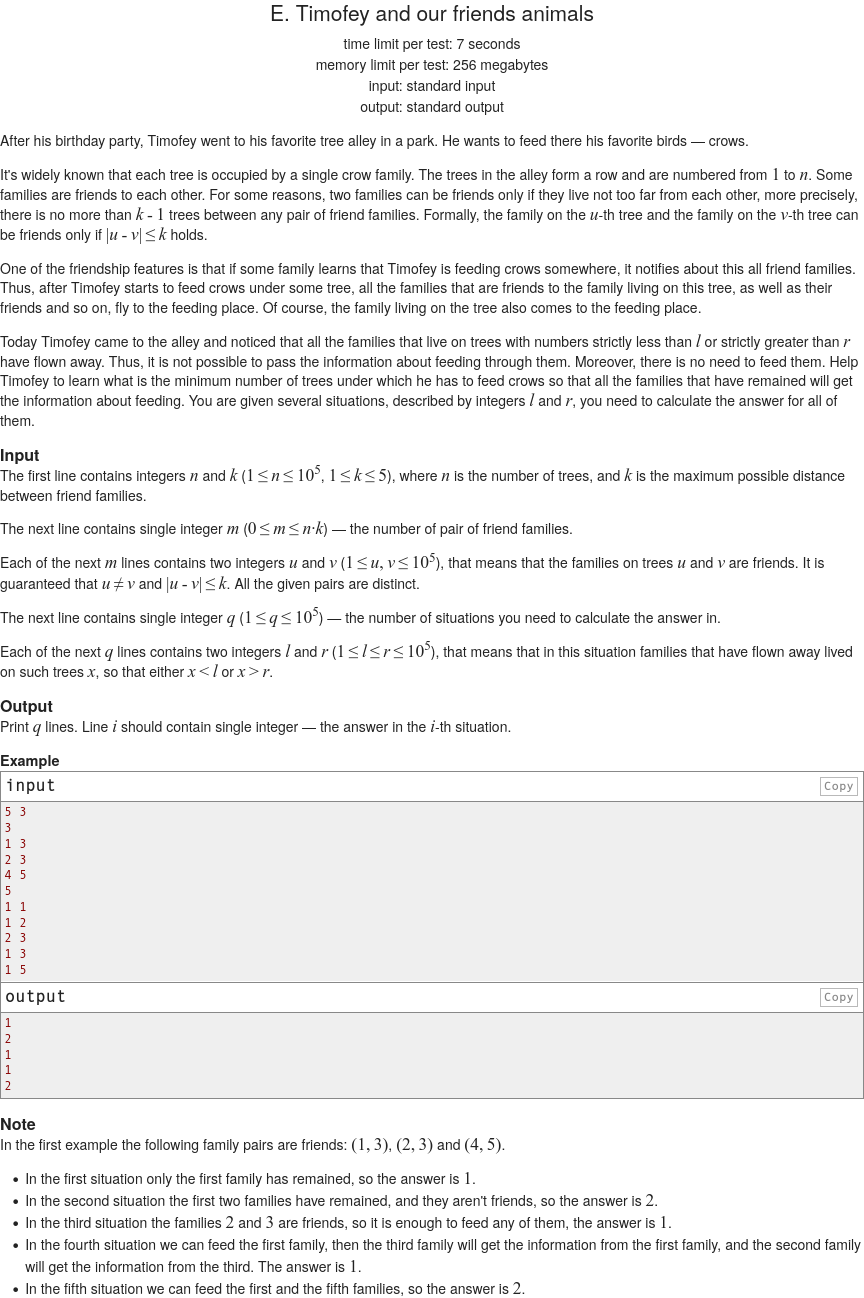 E. Timofey and our friends animals
time limit per test: 7 seconds
memory limit per test: 256 megabytes
input: standard input
output: standard output
After his birthday party, Timofey went to his favorite tree alley in a park. He wants to feed there his favorite birds — crows.
It's widely known that each tree is occupied by a single crow family. The trees in the alley form a row and are numbered from 1 to n. Some
families are friends to each other. For some reasons, two families can be friends only if they live not too far from each other, more precisely,
there is no more than k - 1 trees between any pair of friend families. Formally, the family on the u-th tree and the family on the v-th tree can
be friends only if |u - v| ≤ k holds.
One of the friendship features is that if some family learns that Timofey is feeding crows somewhere, it notifies about this all friend families.
Thus, after Timofey starts to feed crows under some tree, all the families that are friends to the family living on this tree, as well as their
friends and so on, fly to the feeding place. Of course, the family living on the tree also comes to the feeding place.
Today Timofey came to the alley and noticed that all the families that live on trees with numbers strictly less than l or strictly greater than r
have flown away. Thus, it is not possible to pass the information about feeding through them. Moreover, there is no need to feed them. Help
Timofey to learn what is the minimum number of trees under which he has to feed crows so that all the families that have remained will get
the information about feeding. You are given several situations, described by integers l and r, you need to calculate the answer for all of
them.
Input
The first line contains integers n and k (1 ≤ n ≤ 10^5, 1 ≤ k ≤ 5), where n is the number of trees, and k is the maximum possible distance
between friend families.
The next line contains single integer m (0 ≤ m ≤ n·k) — the number of pair of friend families.
Each of the next m lines contains two integers u and v (1 ≤ u, v ≤ 10^5), that means that the families on trees u and v are friends. It is
guaranteed that u ≠ v and |u - v| ≤ k. All the given pairs are distinct.
The next line contains single integer q (1 ≤ q ≤ 10^5) — the number of situations you need to calculate the answer in.
Each of the next q lines contains two integers l and r (1 ≤ l ≤ r ≤ 10^5), that means that in this situation families that have flown away lived
on such trees x, so that either x < l or x > r.
Output
Print q lines. Line i should contain single integer — the answer in the i-th situation.
Example
input
Copy
5 3
3
1 3
2 3
4 5
5
1 1
1 2
2 3
1 3
1 5
output
Copy
1
2
1
1
2
Note
In the first example the following family pairs are friends: (1, 3), (2, 3) and (4, 5).
• In the first situation only the first family has remained, so the answer is 1.
• In the second situation the first two families have remained, and they aren't friends, so the answer is 2.
• In the third situation the families 2 and 3 are friends, so it is enough to feed any of them, the answer is 1.
• In the fourth situation we can feed the first family, then the third family will get the information from the first family, and the second family
will get the information from the third. The answer is 1.
• In the fifth situation we can feed the first and the fifth families, so the answer is 2.